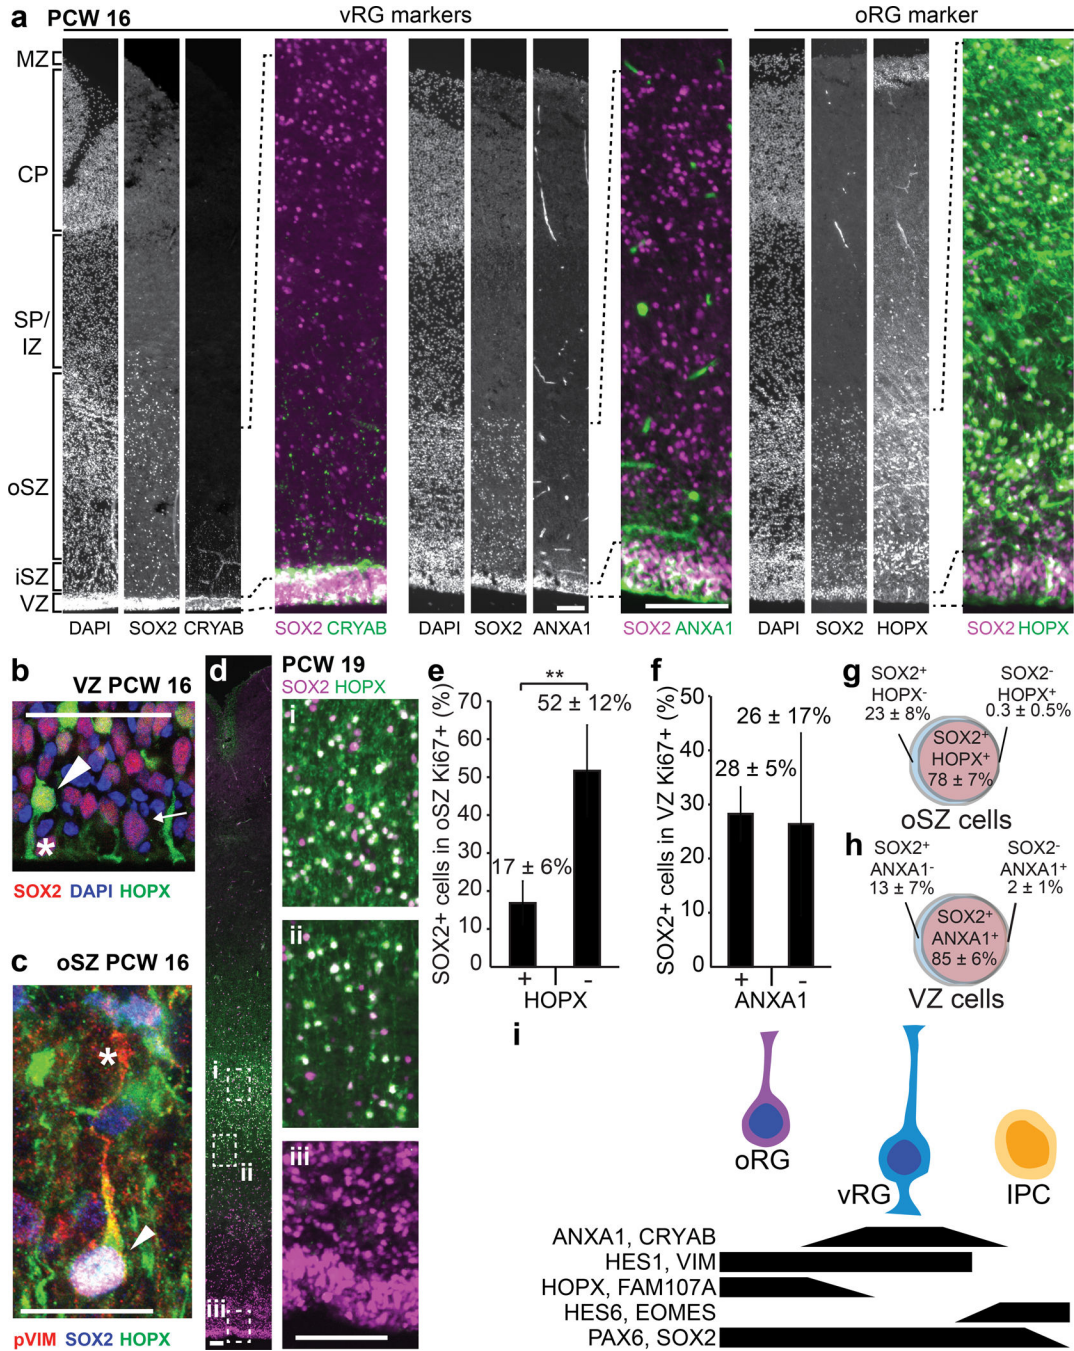 a PCW 16 vRG markers oRG marker
MZ
CP
SP/
IZ
oSZ
iSZ
VZ
DAPI SOX2 CRYAB SOX2 CRYAB DAPI SOX2 ANXA1 SOX2 ANXA1 DAPI SOX2 HOPX SOX2 HOPX
b VZ PCW 16
*
SOX2 DAPI HOPX
c oSZ PCW 16
*
pVIM SOX2 HOPX
d PCW 19
SOX2 HOPX
i
ii
iii
i
ii
iii
e
SOX2+ cells in oSZ Ki67+ (%)
70
60
50
40
30
20
10
0
**
52 ± 12%
17 ± 6%
+ -
HOPX
f
SOX2+ cells in VZ Ki67+ (%)
50
40
30
20
10
0
26 ± 17%
28 ± 5%
+ -
ANXA1
g
SOX2+
HOPX-
23 ± 8%
SOX2-
HOPX+
0.3 ± 0.5%
SOX2+
HOPX+
78 ± 7%
oSZ cells
h
SOX2+
ANXA1-
13 ± 7%
SOX2-
ANXA1+
2 ± 1%
SOX2+
ANXA1+
85 ± 6%
VZ cells
i
oRG
vRG
IPC
ANXA1, CRYAB
HES1, VIM
HOPX, FAM107A
HES6, EOMES
PAX6, SOX2